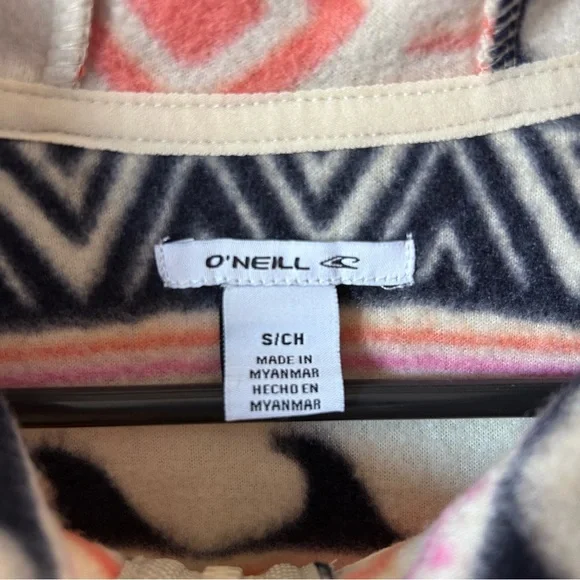 O'NEILL
S/CH
MADE IN
MYANMAR
HECHO EN
MYANMAR